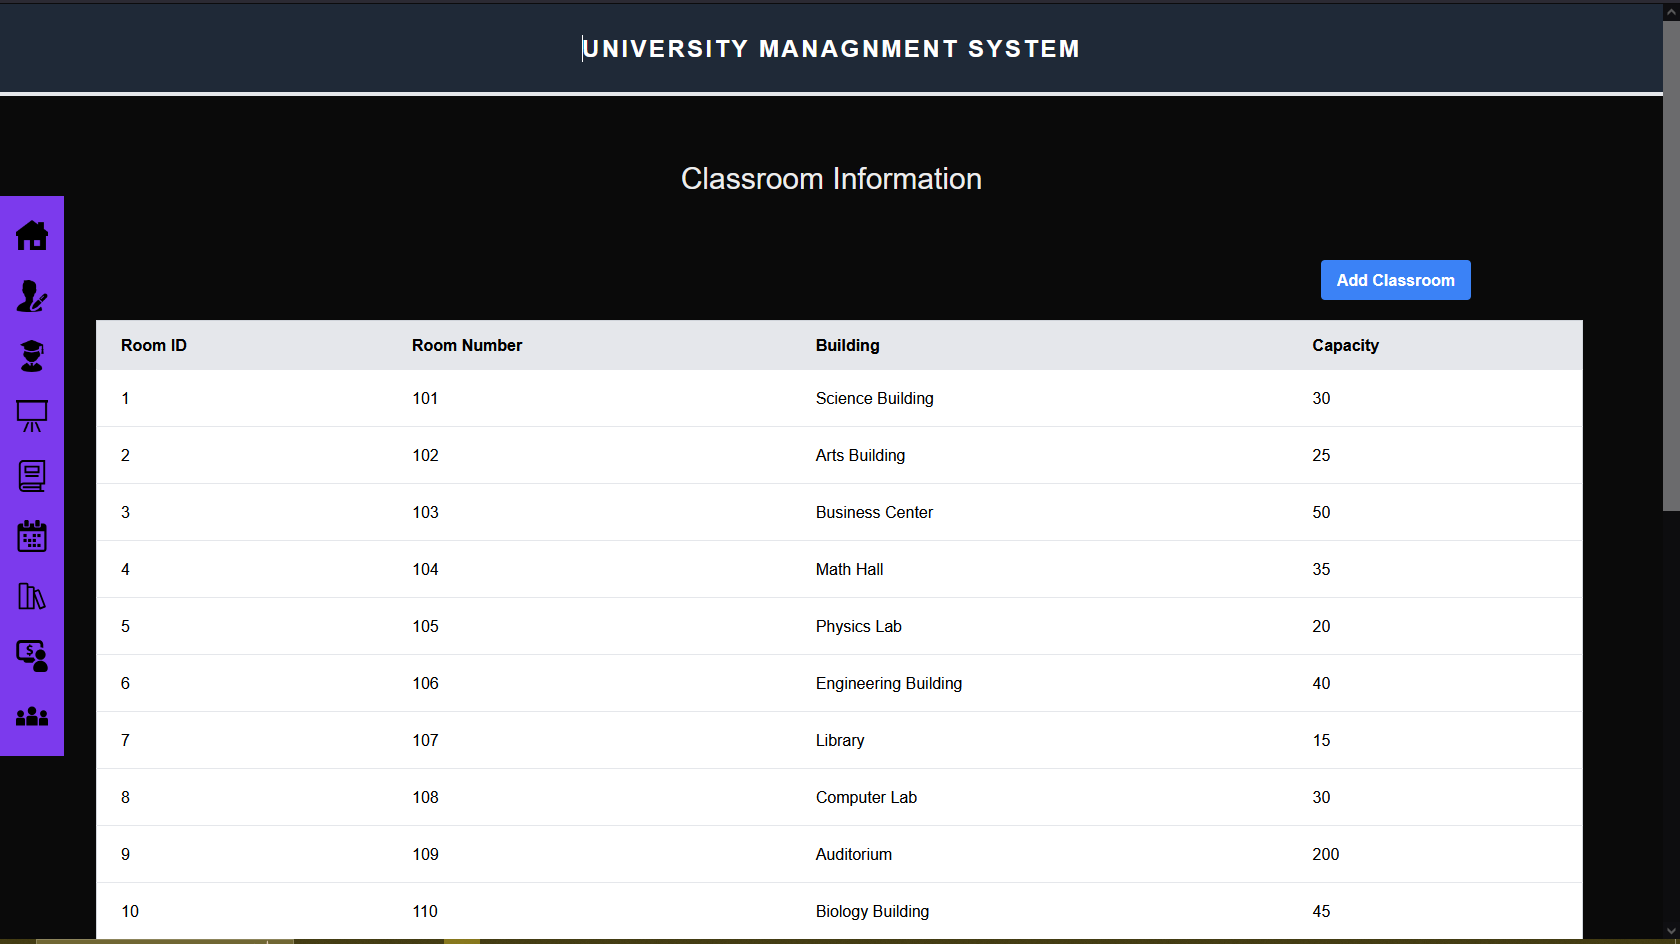 UNIVERSITY MANAGNMENT SYSTEM
Classroom Information
Add Classroom
Room ID Room Number Building Capacity
1 101 Science Building 30
2 102 Arts Building 25
3 103 Business Center 50
4 104 Math Hall 35
5 105 Physics Lab 20
6 106 Engineering Building 40
7 107 Library 15
8 108 Computer Lab 30
9 109 Auditorium 200
10 110 Biology Building 45